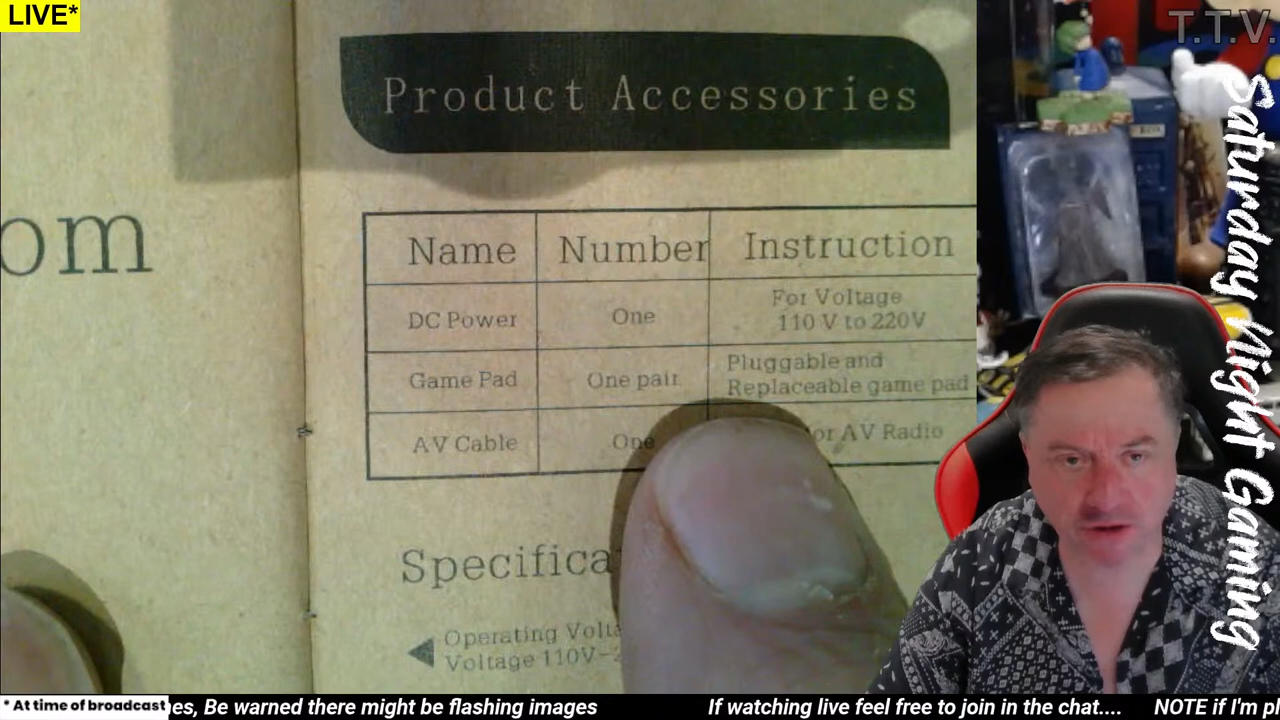 LIVE*
T.T.V.
Saturday Night Gaming
om
Product Accessories
Name Number Instruction
DC Power One For Voltage
110 V to 220V
Game Pad One pair Pluggable and
Replaceable game pad
AV Cable One or AV Radio
Specifica
Operating Volta
Voltage 110V-
* At time of broadcast
es, Be warned there might be flashing images If watching live feel free to join in the chat.... NOTE if I'm pl